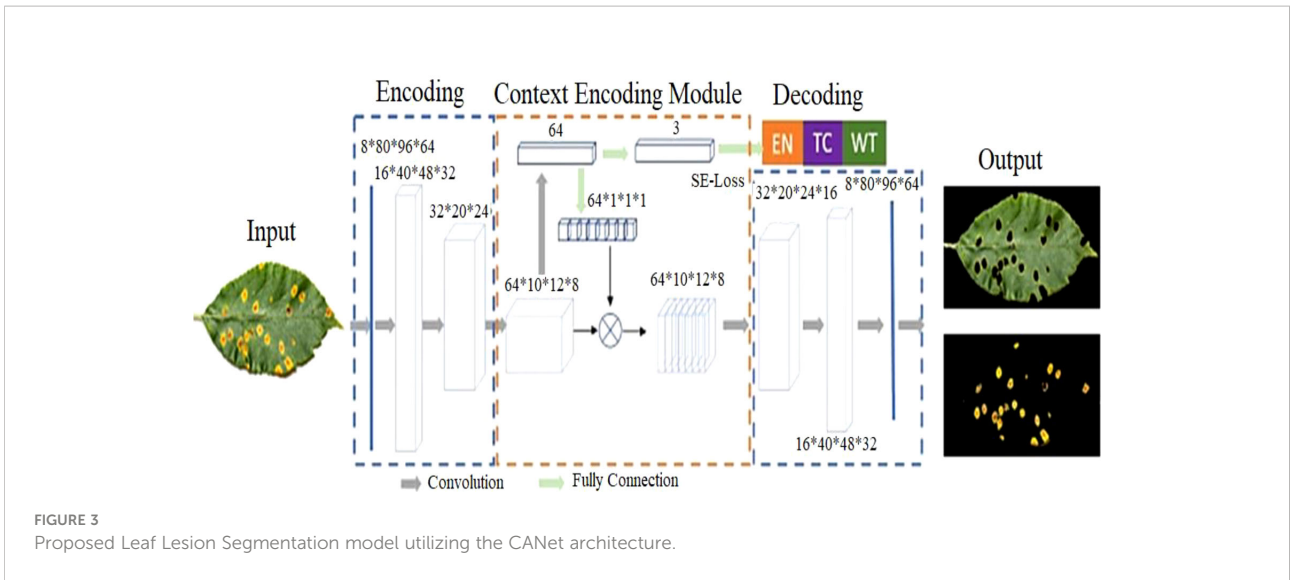 Encoding
Context Encoding Module
Decoding
8*80*96*64
16*40*48*32
32*20*24
64
3
SE-Loss
64*1*1*1
64*10*12*8
64*10*12*8
EN TC WT
32*20*24*16
8*80*96*64
16*40*48*32
Input
Output
Convolution
Fully Connection
FIGURE 3
Proposed Leaf Lesion Segmentation model utilizing the CANet architecture.